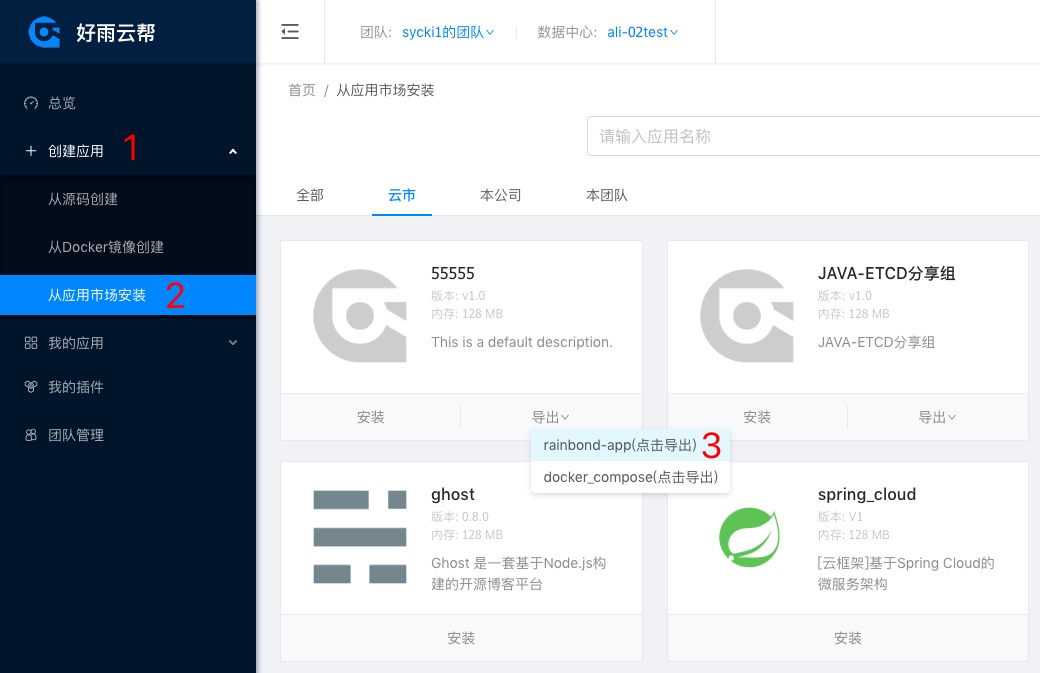 好雨云帮
团队: sycki1的团队
数据中心: ali-02test
总览
创建应用 1
从源码创建
从Docker镜像创建
从应用市场安装 2
我的应用
我的插件
团队管理
首页 / 从应用市场安装
请输入应用名称
全部 云市 本公司 本团队
55555
版本: v1.0
内存: 128 MB
This is a default description.
安装 导出
rainbond-app(点击导出) 3
docker_compose(点击导出)
JAVA-ETCD分享组
版本: v1.0
内存: 128 MB
JAVA-ETCD分享组
安装 导出
ghost
版本: 0.8.0
内存: 128 MB
Ghost 是一套基于Node.js构
建的开源博客平台
安装
spring_cloud
版本: V1
内存: 128 MB
[云框架]基于Spring Cloud的
微服务架构
安装